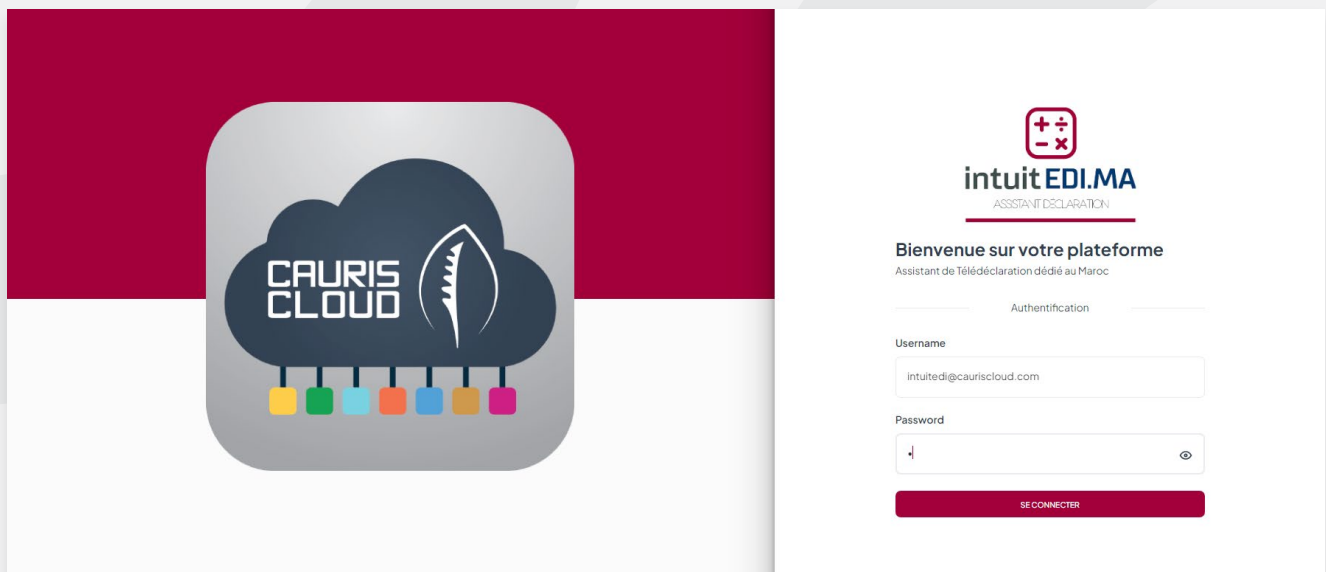 CAURIS
CLOUD
intuit EDI.MA
ASSISTANT DÉCLARATION
Bienvenue sur votre plateforme
Assistant de Télédéclaration dédié au Maroc
Authentification
Username
intuitedi@cauriscloud.com
Password
SE CONNECTER